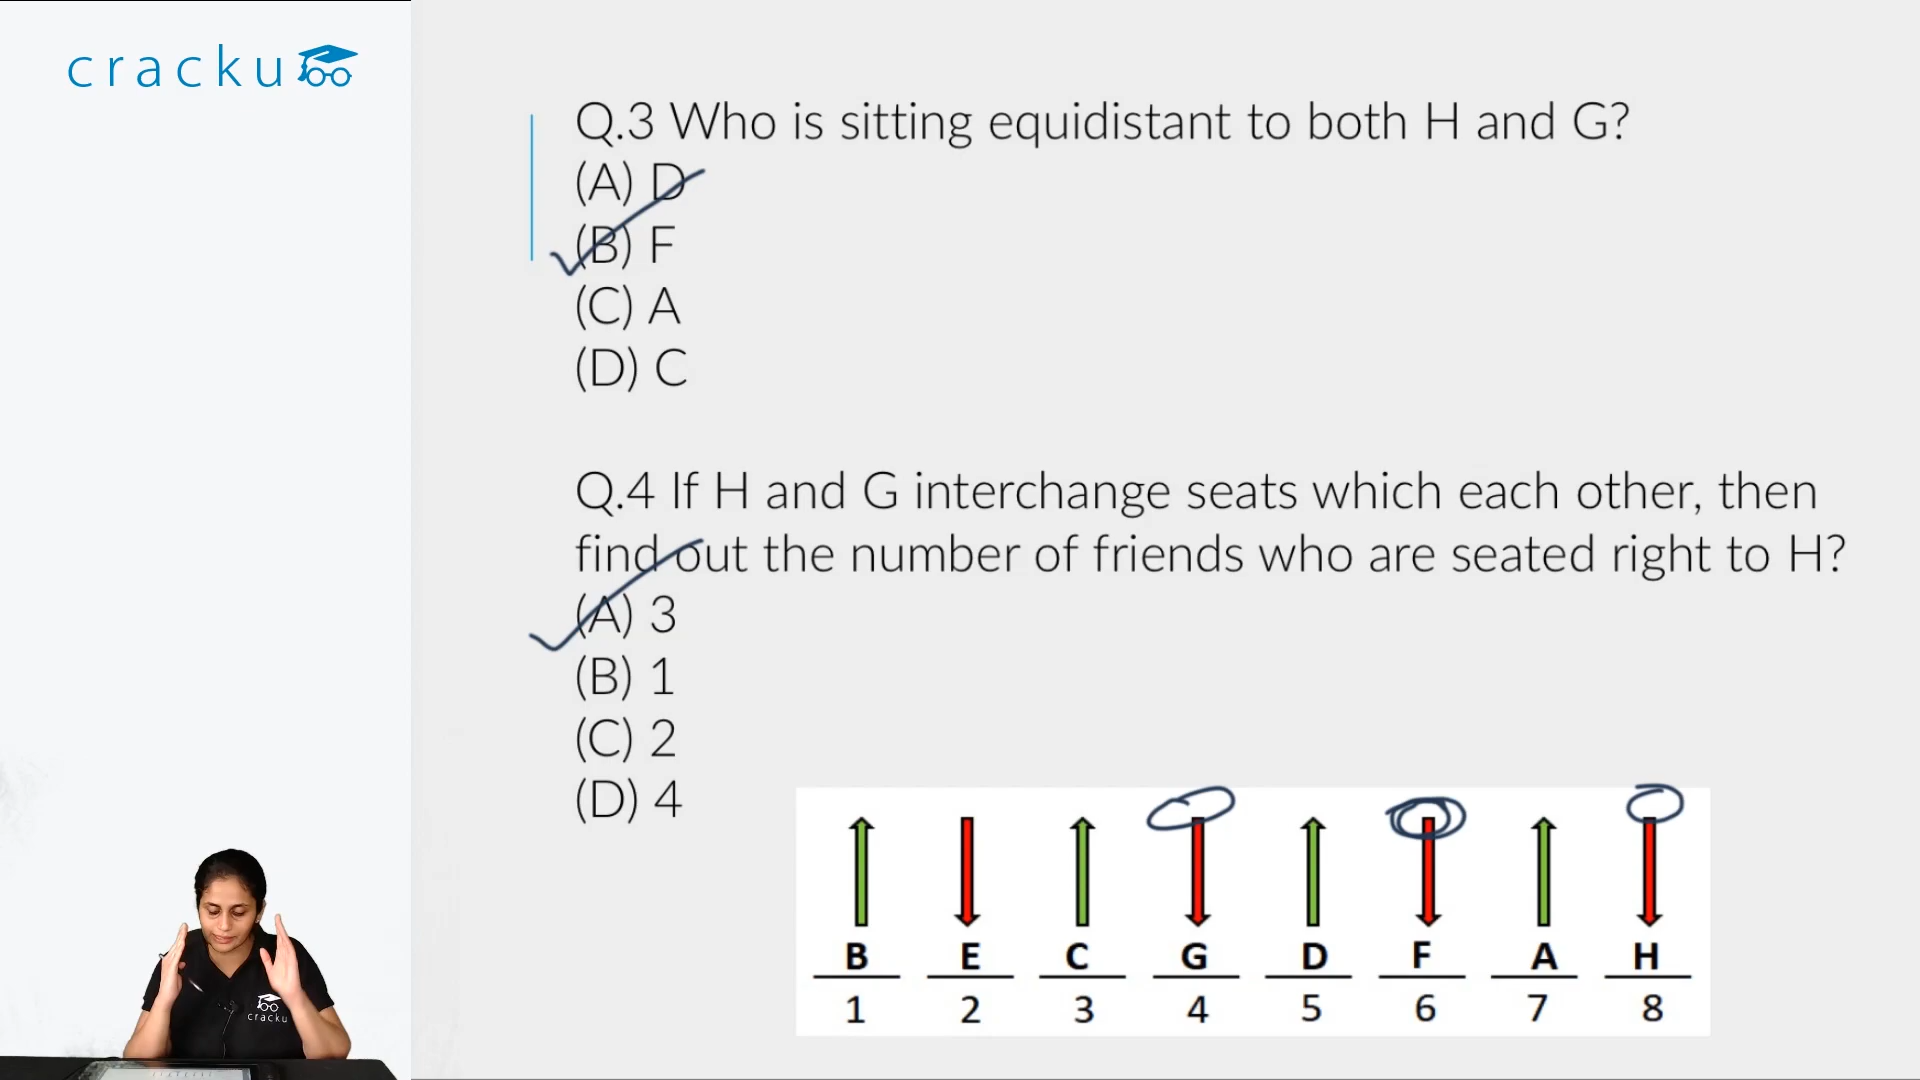 cracku
Q.3 Who is sitting equidistant to both H and G?
(A) D
(B) F
(C) A
(D) C
Q.4 If H and G interchange seats which each other, then
find out the number of friends who are seated right to H?
(A) 3
(B) 1
(C) 2
(D) 4
B E C G D F A H
1 2 3 4 5 6 7 8
cracku